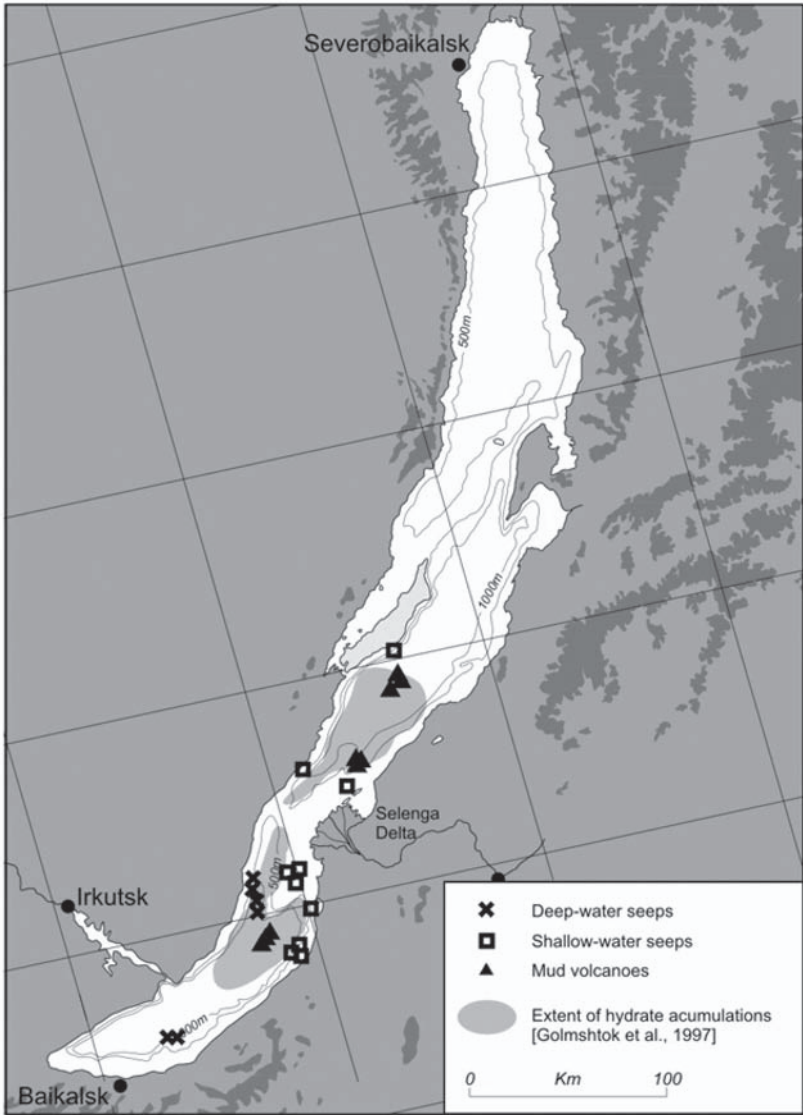 Severobaikalsk
500m
1000m
Selenga
Delta
500m
Irkutsk
Baikalsk
Deep-water seeps
Shallow-water seeps
Mud volcanoes
Extent of hydrate acumulations
[Golmshtok et al., 1997]
0 Km 100